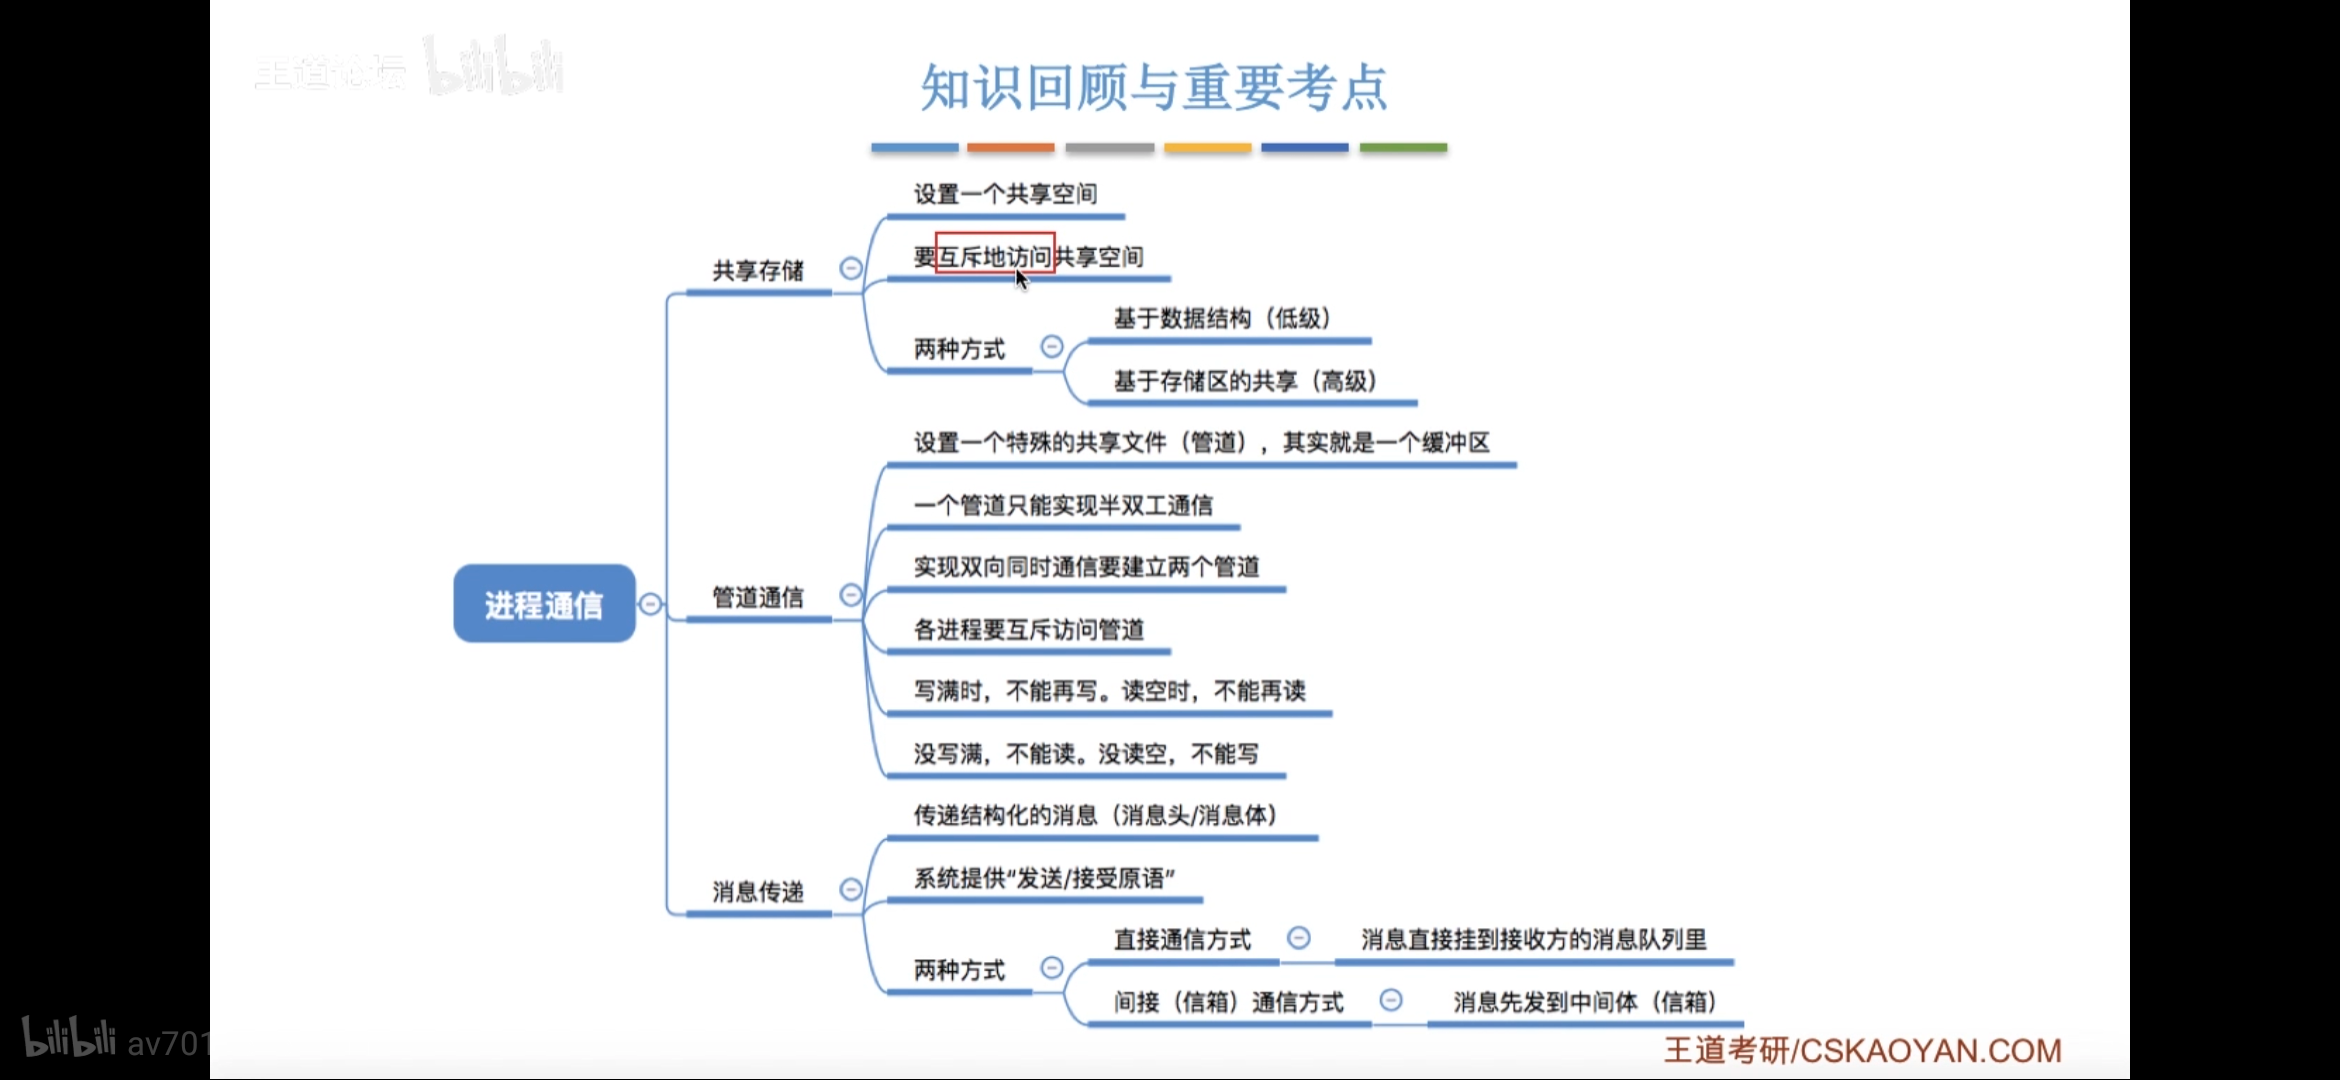 王道论坛 bilibili
知识回顾与重要考点
设置一个共享空间
要互斥地访问共享空间
共享存储
基于数据结构（低级）
两种方式
基于存储区的共享（高级）
设置一个特殊的共享文件（管道），其实就是一个缓冲区
一个管道只能实现半双工通信
实现双向同时通信要建立两个管道
进程通信
管道通信
各进程要互斥访问管道
写满时，不能再写。读空时，不能再读
没写满，不能读。没读空，不能写
传递结构化的消息（消息头/消息体）
系统提供“发送/接受原语”
消息传递
直接通信方式
消息直接挂到接收方的消息队列里
两种方式
间接（信箱）通信方式
消息先发到中间体（信箱）
bilibili av701
王道考研/CSKAOYAN.COM